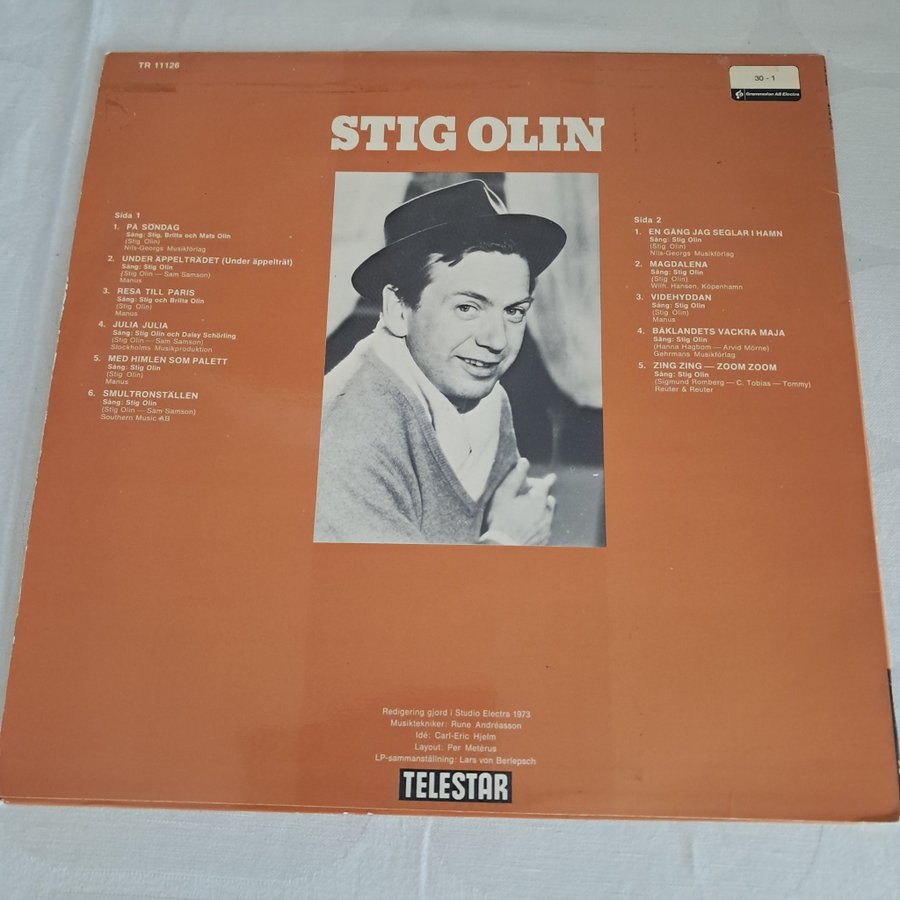 TR 11126
30 - 1
Grammofon AB Electra
STIG OLIN
Sida 1
1. PÅ SÖNDAG
Sång: Stig, Britta och Mats Olin
(Stig Olin)
Nils-Georgs Musikförlag
2. UNDER ÄPPELTRÄDET (Under äppelträt)
Sång: Stig Olin
(Stig Olin — Sam Samson)
Manus
3. RESA TILL PARIS
Sång: Stig och Britta Olin
(Stig Olin)
Manus
4. JULIA JULIA
Sång: Stig Olin och Daisy Schörling
(Stig Olin — Sam Samson)
Stockholms Musikproduktion
5. MED HIMLEN SOM PALETT
Sång: Stig Olin
(Stig Olin)
Manus
6. SMULTRONSTÄLLEN
Sång: Stig Olin
(Stig Olin — Sam Samson)
Southern Music AB
Sida 2
1. EN GÅNG JAG SEGLAR I HAMN
Sång: Stig Olin
(Stig Olin)
Nils-Georgs Musikförlag
2. MAGDALENA
Sång: Stig Olin
(Stig Olin)
Wilh. Hansen, Köpenhamn
3. VIDEHYDDAN
Sång: Stig Olin
(Stig Olin)
Manus
4. BÄKLANDETS VACKRA MAJA
Sång: Stig Olin
(Hanna Hagbom — Arvid Mörne)
Gehrmans Musikförlag
5. ZING ZING — ZOOM ZOOM
Sång: Stig Olin
(Sigmund Romberg — C. Tobias — Tommy)
Reuter & Reuter
Redigering gjord i Studio Electra 1973
Musiktekniker: Rune Andréasson
Idé: Carl-Eric Hjelm
Layout: Per Metérus
LP-sammanställning: Lars von Berlepsch
TELESTAR